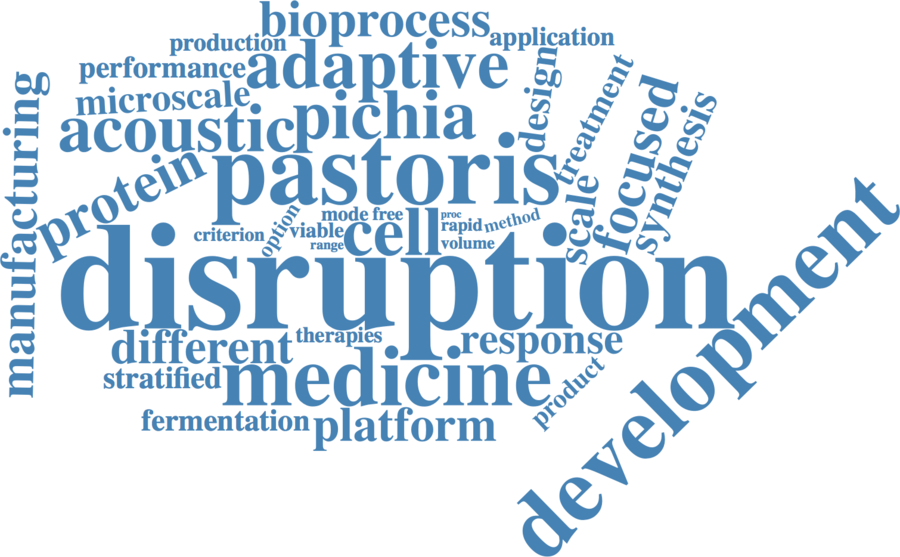 bioprocess
production
application
performance
adaptive
microscale
design
treatment
manufacturing
acoustic
pichia
focused
synthesis
protein
pastoris
scale
option
mode free
proc
criterion
viable
cell
rapid
method
range
volume
disruption
development
different
therapies
response
stratified
medicine
product
fermentation
platform